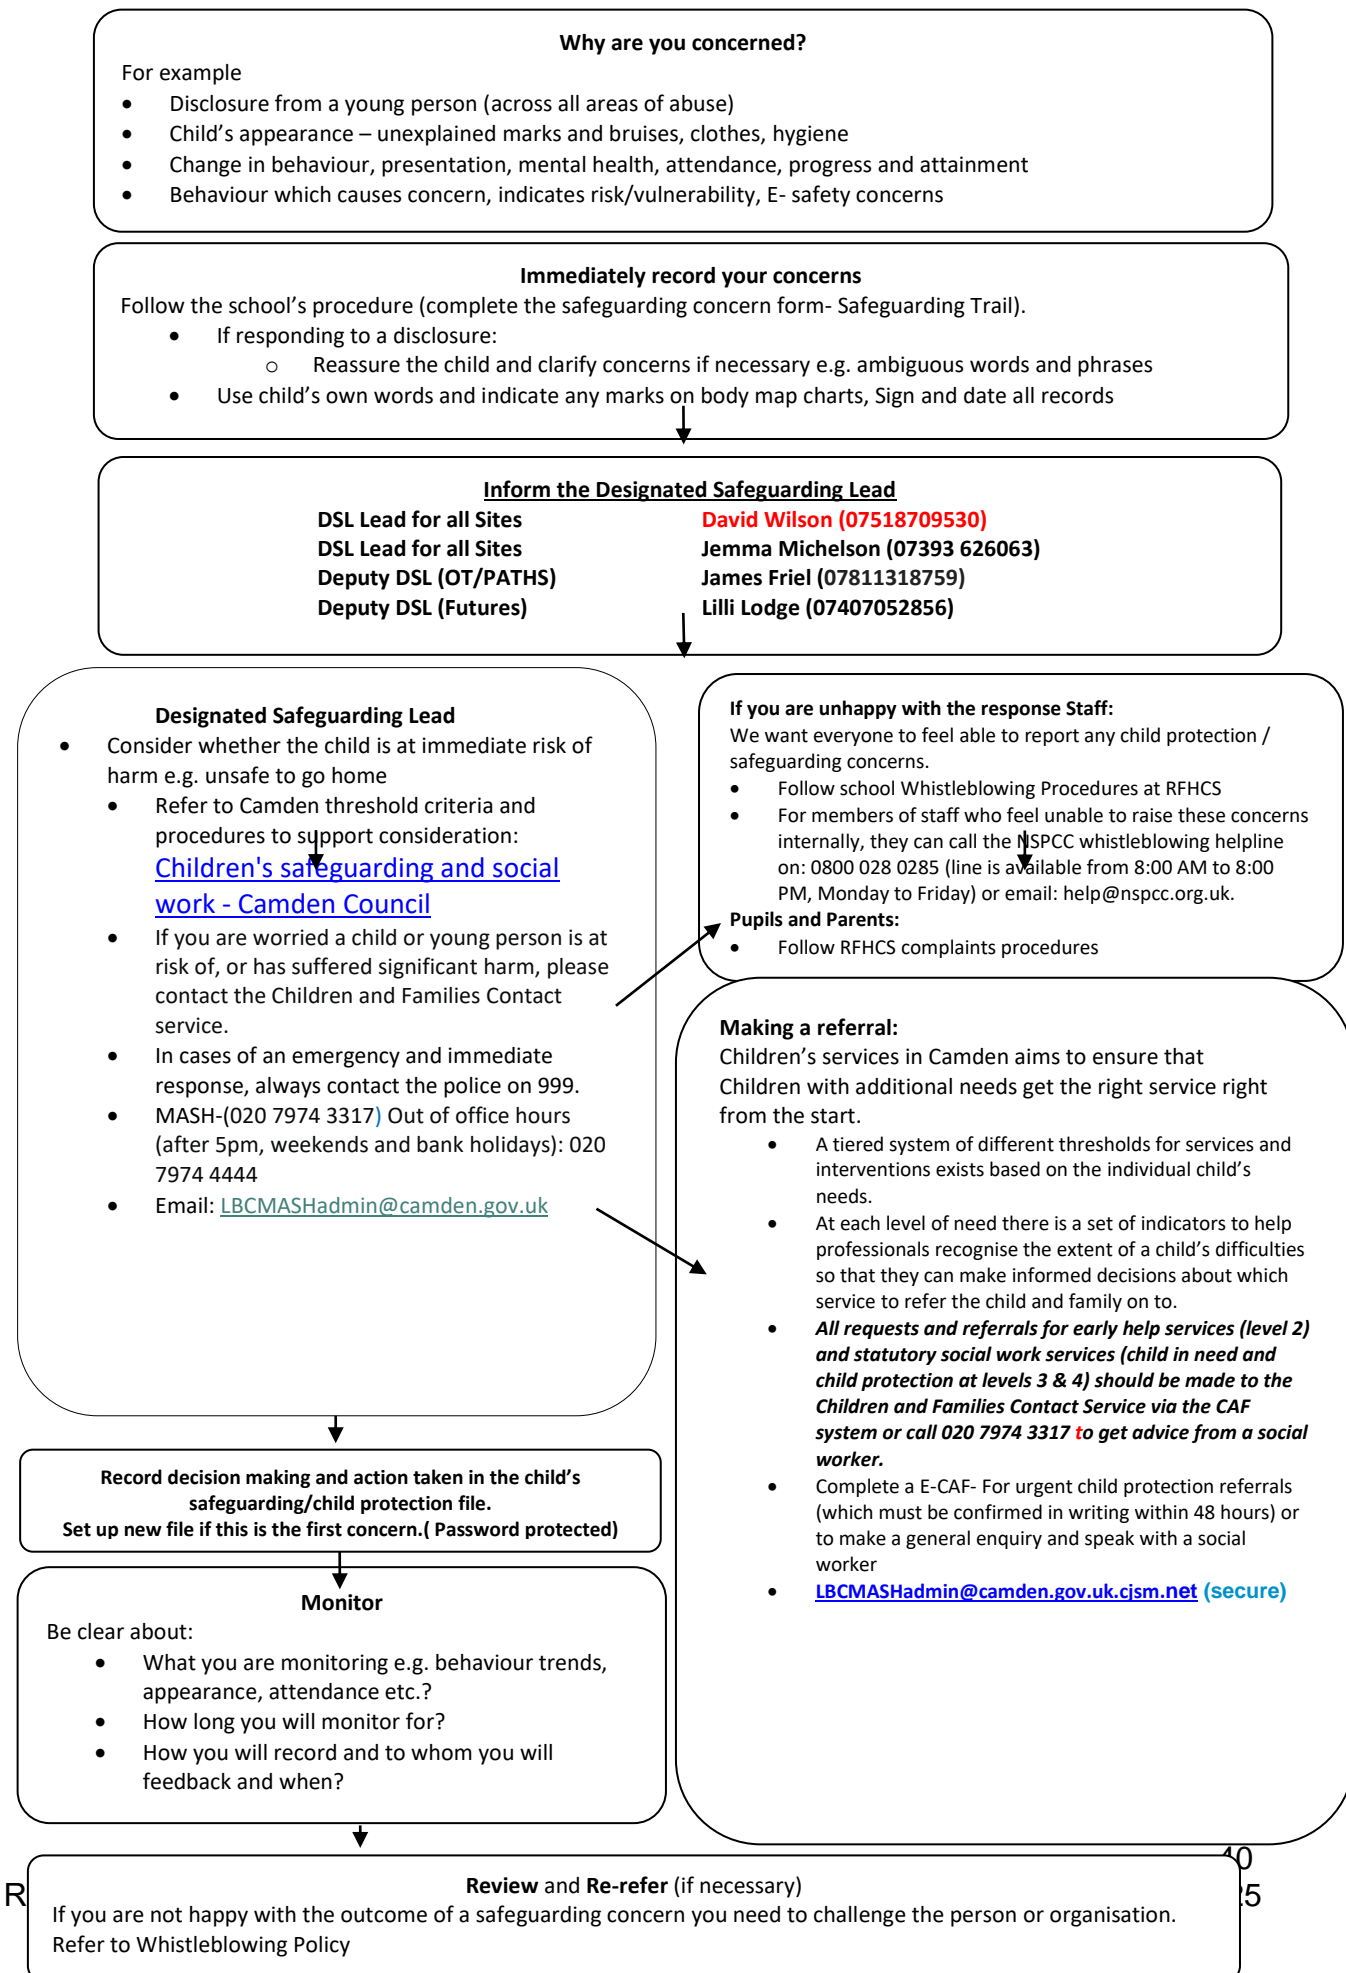 Why are you concerned?
For example
• Disclosure from a young person (across all areas of abuse)
• Child's appearance – unexplained marks and bruises, clothes, hygiene
• Change in behaviour, presentation, mental health, attendance, progress and attainment
• Behaviour which causes concern, indicates risk/vulnerability, E- safety concerns
Immediately record your concerns
Follow the school's procedure (complete the safeguarding concern form- Safeguarding Trail).
• If responding to a disclosure:
o Reassure the child and clarify concerns if necessary e.g. ambiguous words and phrases
• Use child's own words and indicate any marks on body map charts, Sign and date all records
Inform the Designated Safeguarding Lead
DSL Lead for all Sites David Wilson (07518709530)
DSL Lead for all Sites Jemma Michelson (07393 626063)
Deputy DSL (OT/PATHS) James Friel (07811318759)
Deputy DSL (Futures) Lilli Lodge (07407052856)
Designated Safeguarding Lead
• Consider whether the child is at immediate risk of
harm e.g. unsafe to go home
• Refer to Camden threshold criteria and
procedures to support consideration:
Children's safeguarding and social
work - Camden Council
• If you are worried a child or young person is at
risk of, or has suffered significant harm, please
contact the Children and Families Contact
service.
• In cases of an emergency and immediate
response, always contact the police on 999.
• MASH-(020 7974 3317) Out of office hours
(after 5pm, weekends and bank holidays): 020
7974 4444
• Email: LBCMASHadmin@camden.gov.uk
If you are unhappy with the response Staff:
We want everyone to feel able to report any child protection /
safeguarding concerns.
• Follow school Whistleblowing Procedures at RFHCS
• For members of staff who feel unable to raise these concerns
internally, they can call the NSPCC whistleblowing helpline
on: 0800 028 0285 (line is available from 8:00 AM to 8:00
PM, Monday to Friday) or email: help@nspcc.org.uk.
Pupils and Parents:
• Follow RFHCS complaints procedures
Making a referral:
Children's services in Camden aims to ensure that
Children with additional needs get the right service right
from the start.
• A tiered system of different thresholds for services and
interventions exists based on the individual child's
needs.
• At each level of need there is a set of indicators to help
professionals recognise the extent of a child's difficulties
so that they can make informed decisions about which
service to refer the child and family on to.
• All requests and referrals for early help services (level 2)
and statutory social work services (child in need and
child protection at levels 3 & 4) should be made to the
Children and Families Contact Service via the CAF
system or call 020 7974 3317 to get advice from a social
worker.
• Complete a E-CAF- For urgent child protection referrals
(which must be confirmed in writing within 48 hours) or
to make a general enquiry and speak with a social
worker
• LBCMASHadmin@camden.gov.uk.cjsm.net (secure)
Record decision making and action taken in the child's
safeguarding/child protection file.
Set up new file if this is the first concern.( Password protected)
Monitor
Be clear about:
• What you are monitoring e.g. behaviour trends,
appearance, attendance etc.?
• How long you will monitor for?
• How you will record and to whom you will
feedback and when?
Review and Re-refer (if necessary)
If you are not happy with the outcome of a safeguarding concern you need to challenge the person or organisation.
Refer to Whistleblowing Policy